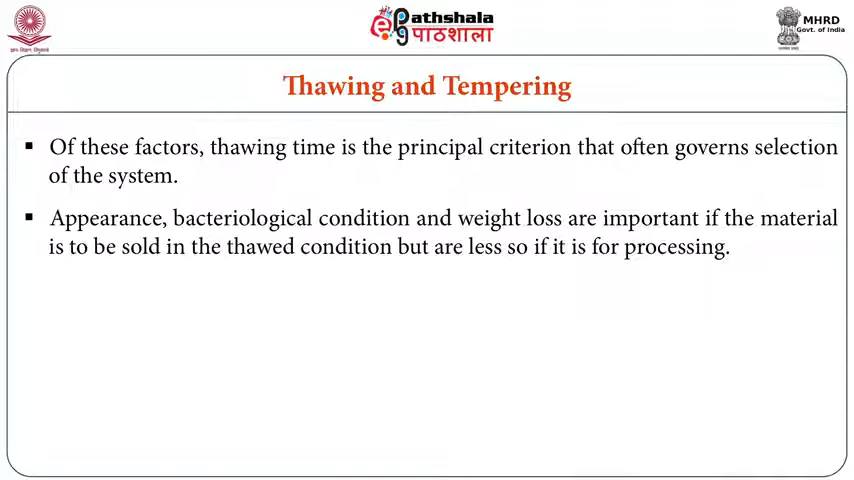 ePathshala
पाठशाला
MHRD
Govt. of India
Thawing and Tempering
▪ Of these factors, thawing time is the principal criterion that often governs selection
of the system.
▪ Appearance, bacteriological condition and weight loss are important if the material
is to be sold in the thawed condition but are less so if it is for processing.